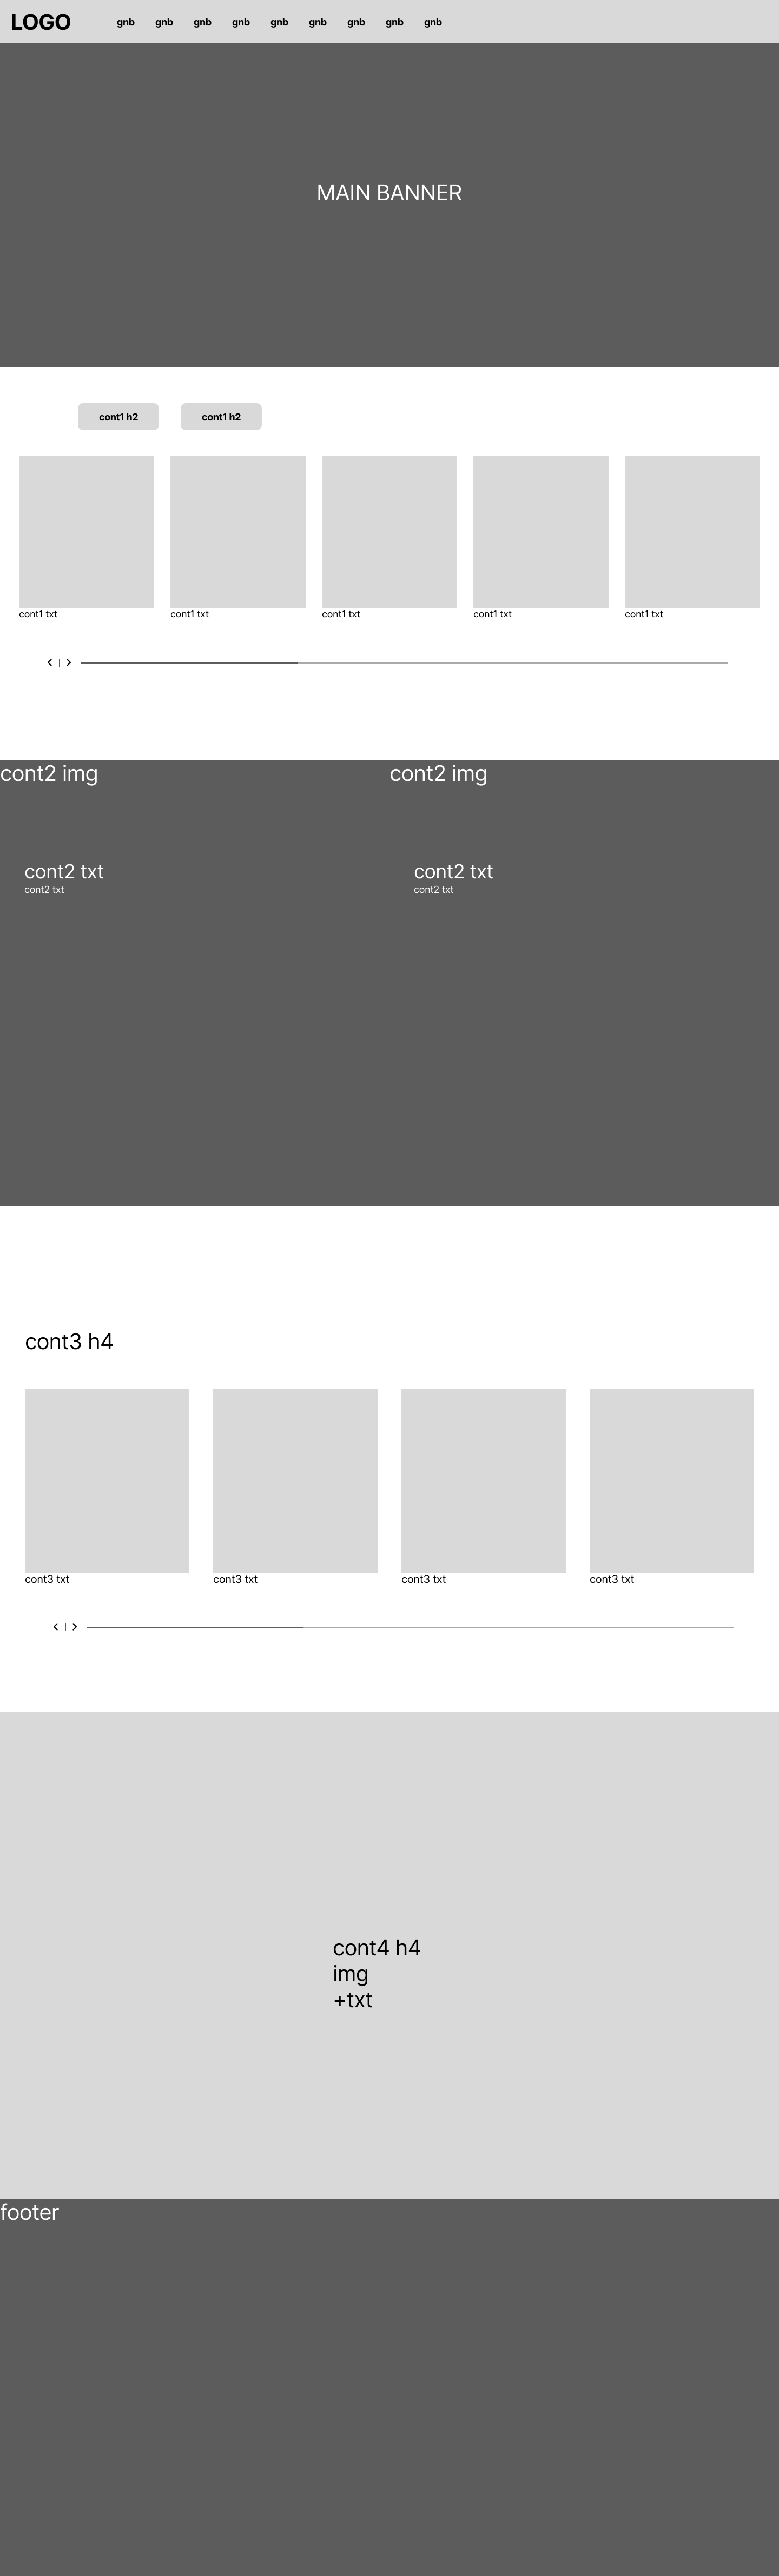 LOGO gnb gnb gnb gnb gnb gnb gnb gnb gnb
MAIN BANNER
cont1 h2 cont1 h2
cont1 txt cont1 txt cont1 txt cont1 txt cont1 txt
cont2 img cont2 img
cont2 txt cont2 txt
cont2 txt cont2 txt
cont3 h4
cont3 txt cont3 txt cont3 txt cont3 txt
cont4 h4
img
+txt
footer